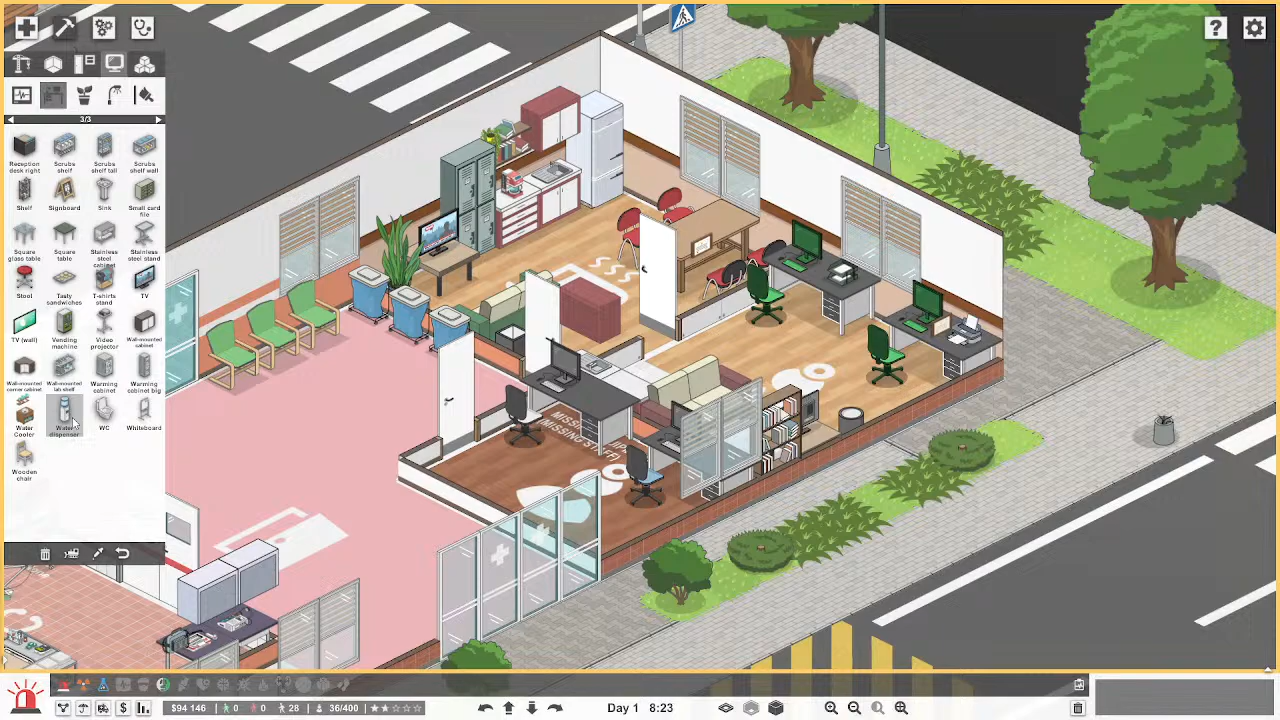 ?
3/3
Reception desk right
Scrubs shelf
Scrubs shelf tall
Scrubs shelf wall
Shelf
Signboard
Sink
Small card file
Square glass table
Square table
Stainless steel cabinet
Stainless steel stand
Stool
Tasty sandwiches
T-shirts stand
TV
TV (wall)
Vending machine
Video projector
Wall-mounted cabinet
Wall-mounted corner cabinet
Wall-mounted lab shelf
Warming cabinet
Warming cabinet big
Water Cooler
Water dispenser
WC
Whiteboard
Wooden chair
(MISSING STAFF)
$94 146
0
0
28
36/400
Day 1 8:23